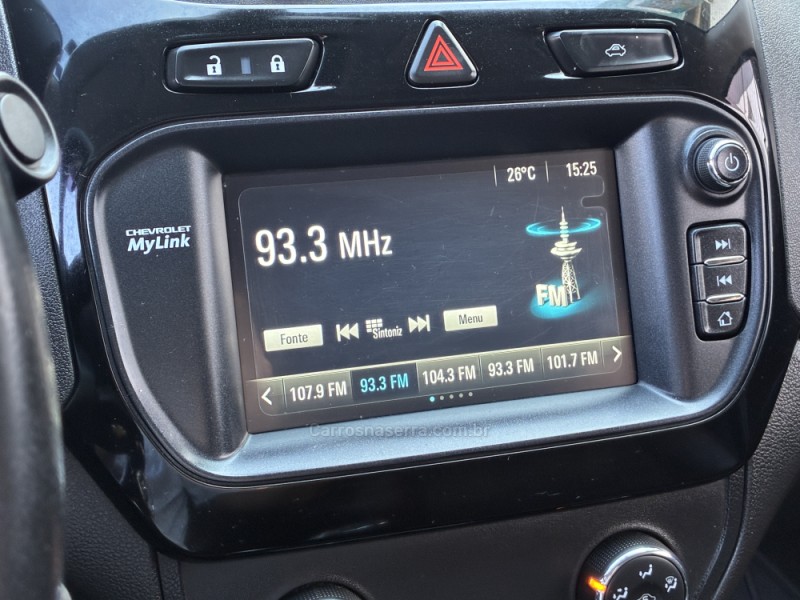 26°C 15:25
CHEVROLET
MyLink
93.3 MHz
FM
Fonte Sintoniz Menu
107.9 FM 93.3 FM 104.3 FM 93.3 FM 101.7 FM
Carrosnaserra.com.br